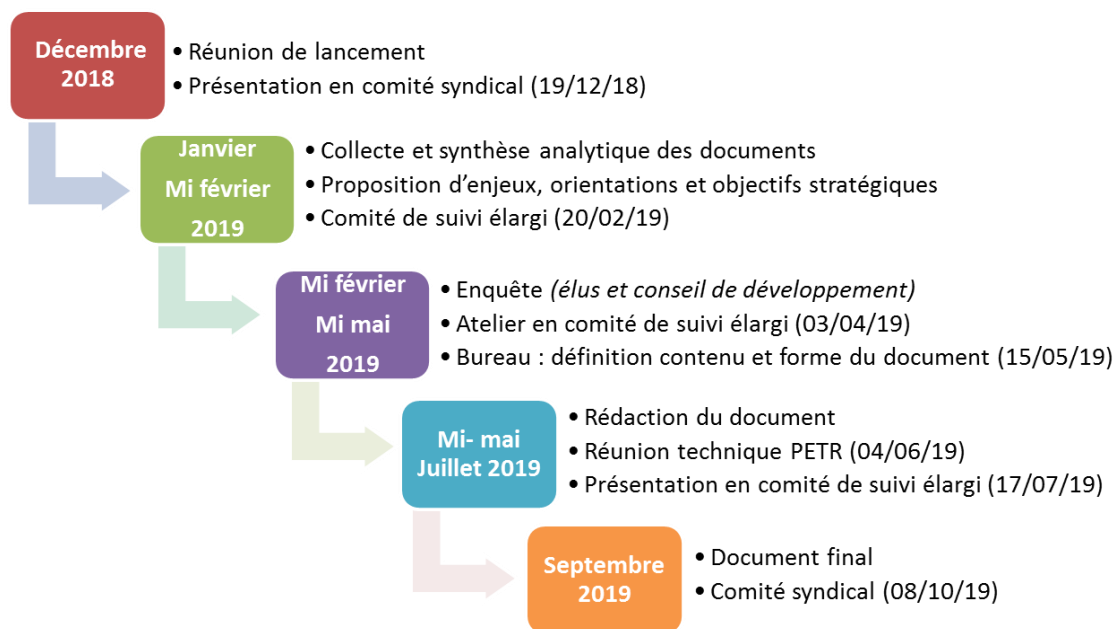 Décembre
2018
• Réunion de lancement
• Présentation en comité syndical (19/12/18)
Janvier
Mi février
2019
• Collecte et synthèse analytique des documents
• Proposition d’enjeux, orientations et objectifs stratégiques
• Comité de suivi élargi (20/02/19)
Mi février
Mi mai
2019
• Enquête (élus et conseil de développement)
• Atelier en comité de suivi élargi (03/04/19)
• Bureau : définition contenu et forme du document (15/05/19)
Mi- mai
Juillet 2019
• Rédaction du document
• Réunion technique PETR (04/06/19)
• Présentation en comité de suivi élargi (17/07/19)
Septembre
2019
• Document final
• Comité syndical (08/10/19)